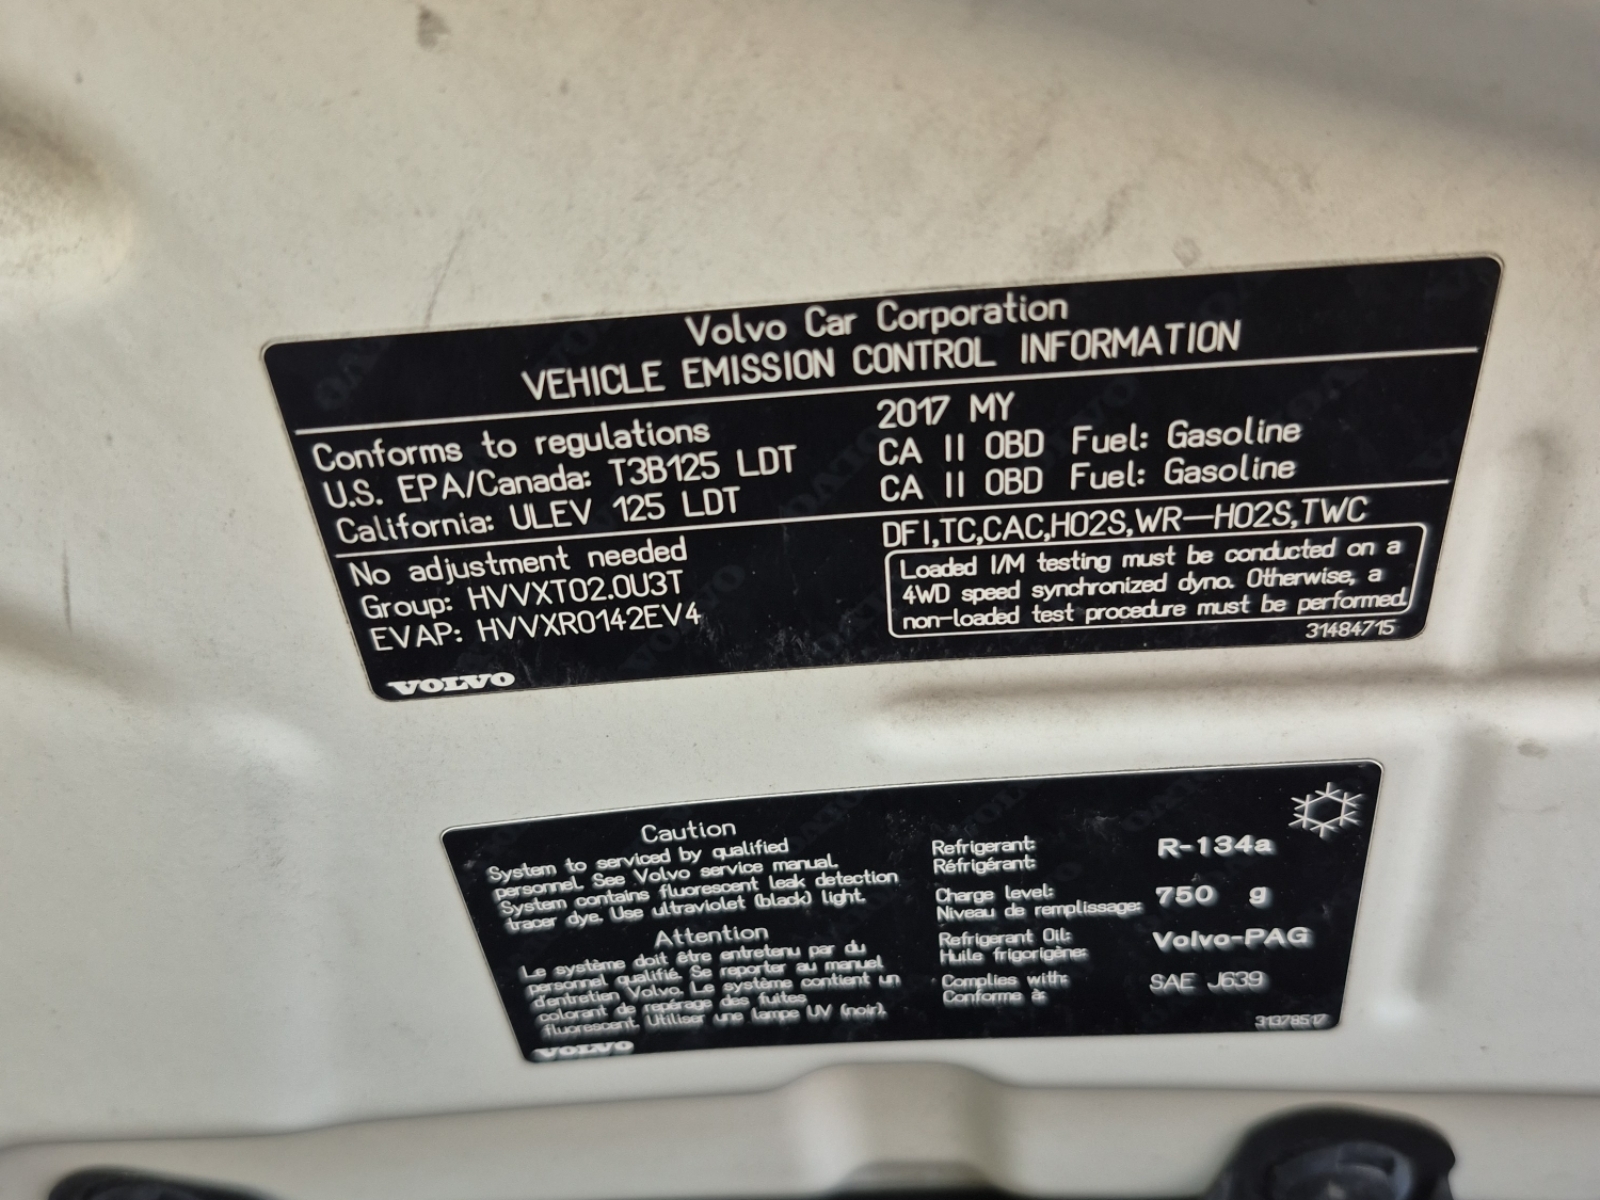 Volvo Car Corporation
VEHICLE EMISSION CONTROL INFORMATION
Conforms to regulations
U.S. EPA/Canada: T3B125 LDT
California: ULEV 125 LDT
2017 MY
CA II OBD Fuel: Gasoline
CA II OBD Fuel: Gasoline
No adjustment needed
Group: HVVXT02.0U3T
EVAP: HVVXR0142EV4
DFI,TC,CAC,HO2S,WR-HO2S,TWC
Loaded I/M testing must be conducted on a
4WD speed synchronized dyno. Otherwise, a
non-loaded test procedure must be performed.
31484715
VOLVO
Caution
System to serviced by qualified
personnel. See Volvo service manual.
System contains fluorescent leak detection
tracer dye. Use ultraviolet (black) light.
Attention
Le système doit être entretenu par du
personnel qualifié. Se reporter au manuel
d'entretien Volvo. Le système contient un
colorant de repérage des fuites
fluorescent. Utiliser une lampe UV (noir).
VOLVO
Refrigerant: R-134a
Réfrigérant:
Charge level: 750 g
Niveau de remplissage:
Refrigerant Oil: Volvo-PAG
Huile frigorigène:
Complies with: SAE J639
Conforme à:
31378517